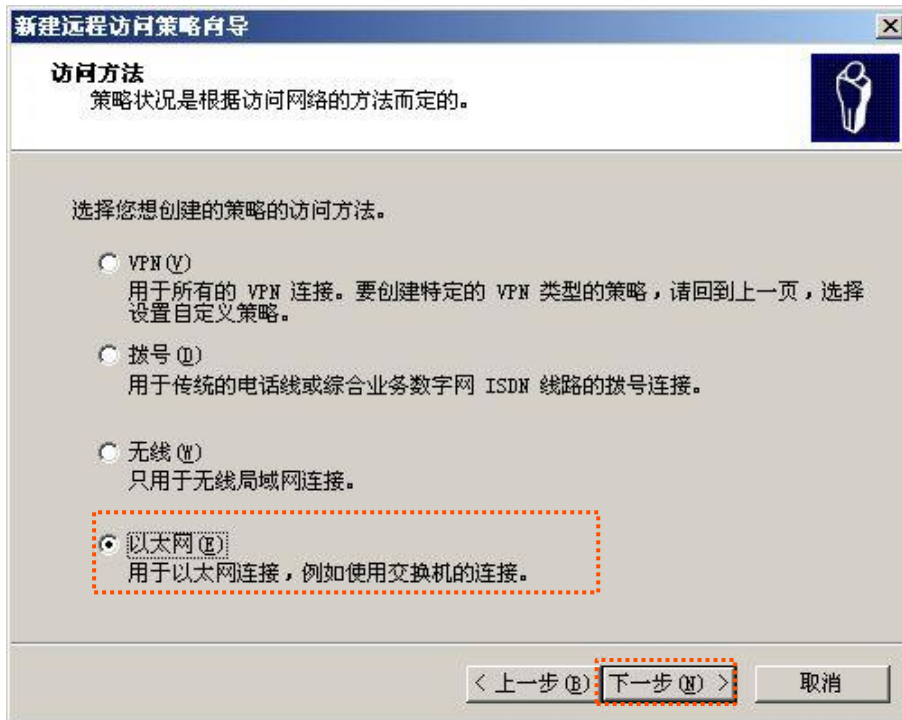 新建远程访问策略向导
访问方法
策略状况是根据访问网络的方法而定的。
选择您想创建的策略的访问方法。
VPN(V)
用于所有的 VPN 连接。要创建特定的 VPN 类型的策略，请回到上一页，选择
设置自定义策略。
拨号(D)
用于传统的电话线或综合业务数字网 ISDN 线路的拨号连接。
无线(W)
只用于无线局域网连接。
以太网(E)
用于以太网连接，例如使用交换机的连接。
< 上一步(B) 下一步(N) > 取消